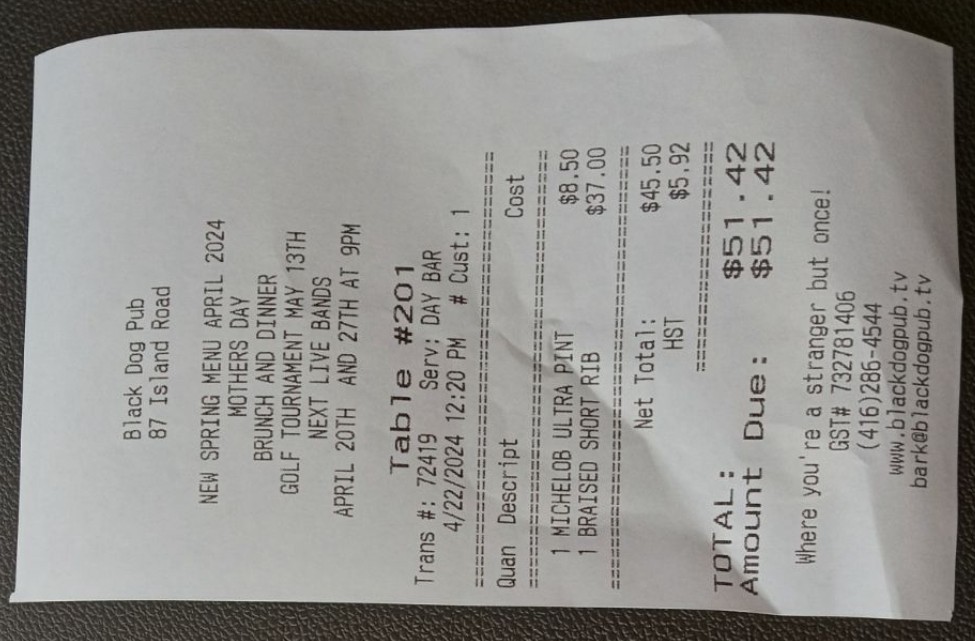 Black Dog Pub
87 Island Road
NEW SPRING MENU APRIL 2024
MOTHERS DAY
BRUNCH AND DINNER
GOLF TOURNAMENT MAY 13TH
NEXT LIVE BANDS
APRIL 20TH AND 27TH AT 9PM
Table #201
Trans #: 72419 Serv: DAY BAR
4/22/2024 12:20 PM # Cust: 1
Quan Descript Cost
1 MICHELOB ULTRA PINT $8.50
1 BRAISED SHORT RIB $37.00
Net Total: $45.50
HST $5.92
TOTAL: $51.42
Amount Due: $51.42
Where you're a stranger but once!
GST# 732781406
(416)286-4544
www.blackdogpub.tv
bark@blackdogpub.tv